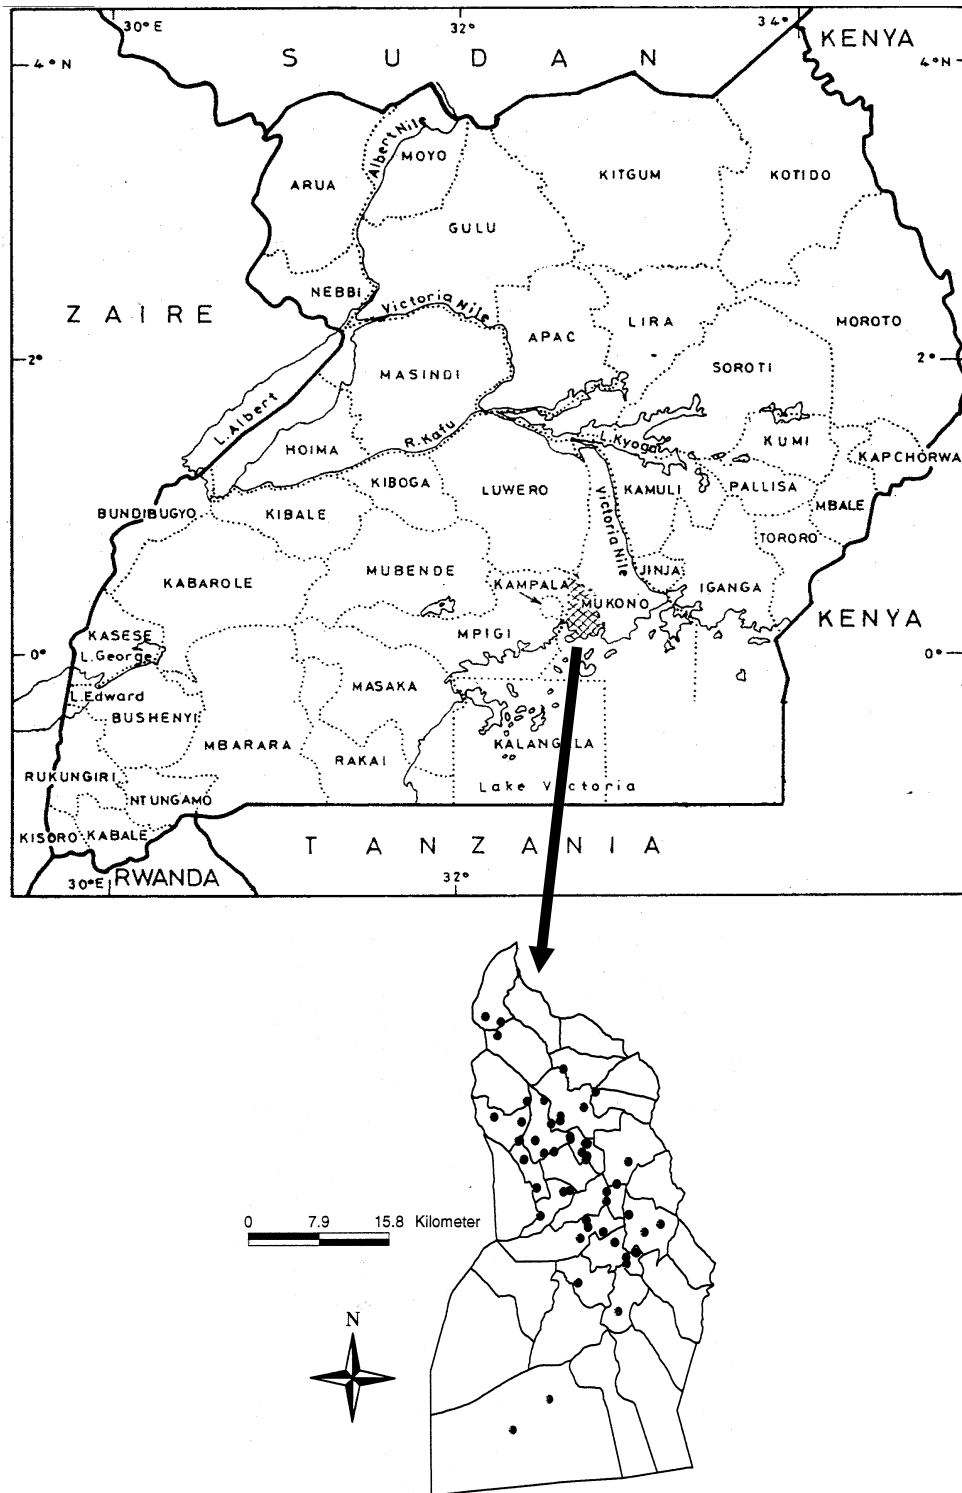 30°E
32°
34°
KENYA
SUDAN
4°N
4°N
Albert Nile
MOYO
ARUA
KITGUM
KOTIDO
GULU
NEBBI
Victoria Nile
ZAIRE
APAC
LIRA
MOROTO
2°
2°
MASINDI
SOROTI
L.Albert
R.Kafu
L.Kyoga
KUMI
HOIMA
KAPCHORWA
KIBOGA
LUWERO
Victoria Nile
KAMULI
PALLISA
MBALE
BUNDIBUGYO
KIBALE
TORORO
MUBENDE
JINJA
KABAROLE
KAMPALA
IGANGA
MUKONO
KENYA
KASESE
MPIGI
L.George
0°
0°
MASAKA
L.Edward
BUSHENYI
MBARARA
KALANGALA
RAKAI
RUKUNGIRI
Lake Victoria
NTUNGAMO
KISORO
KABALE
TANZANIA
RWANDA
30°E
32°
0 7.9 15.8 Kilometer
N